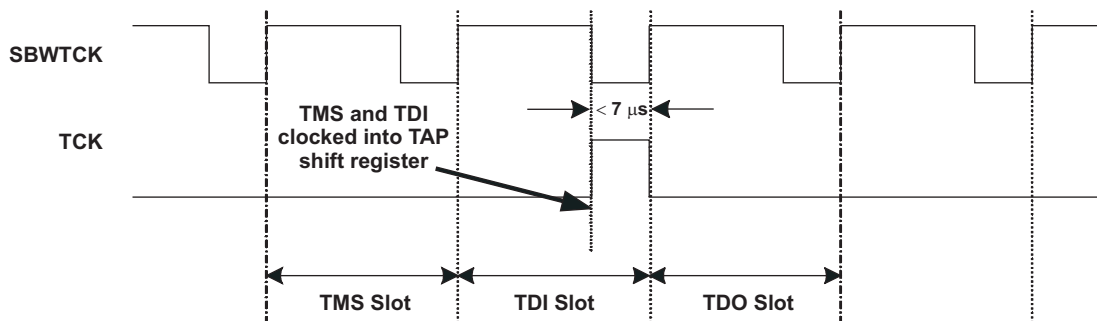 SBWTCK
< 7 μs
TMS and TDI
clocked into TAP
shift register
TCK
TMS Slot
TDI Slot
TDO Slot